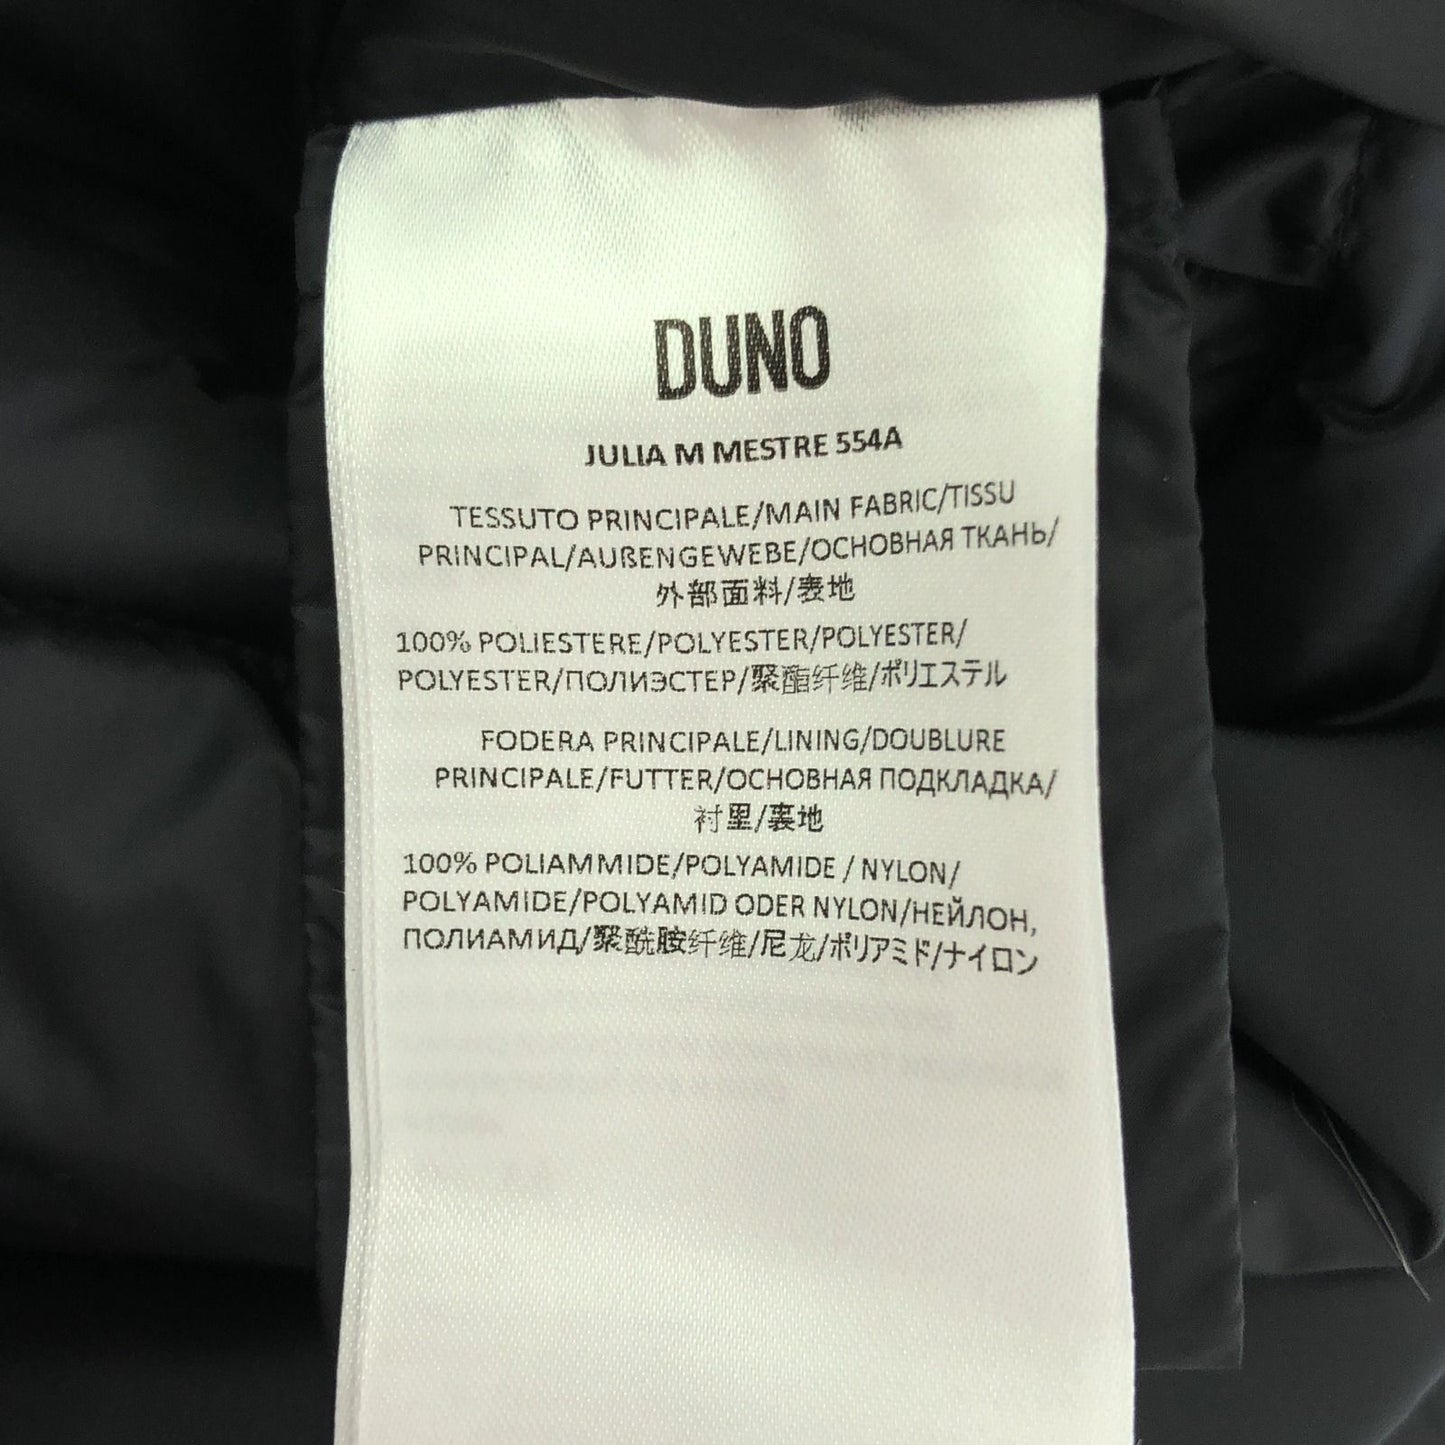 DUNO
JULIA M MESTRE 554A
TESSUTO PRINCIPALE/MAIN FABRIC/TISSU
PRINCIPAL/AUßENGEWEBE/ОСНОВНАЯ ТКАНЬ/
外部面料/表地
100% POLIESTERE/POLYESTER/POLYESTER/
POLYESTER/ПОЛИЭСТЕР/聚酯纤维/ポリエステル
FODERA PRINCIPALE/LINING/DOUBLURE
PRINCIPALE/FUTTER/ОСНОВНАЯ ПОДКЛАДКА/
衬里/裏地
100% POLIAMMIDE/POLYAMIDE / NYLON/
POLYAMIDE/POLYAMID ODER NYLON/НЕЙЛОН,
ПОЛИАМИД/聚酰胺纤维/尼龙/ポリアミド/ナイロン